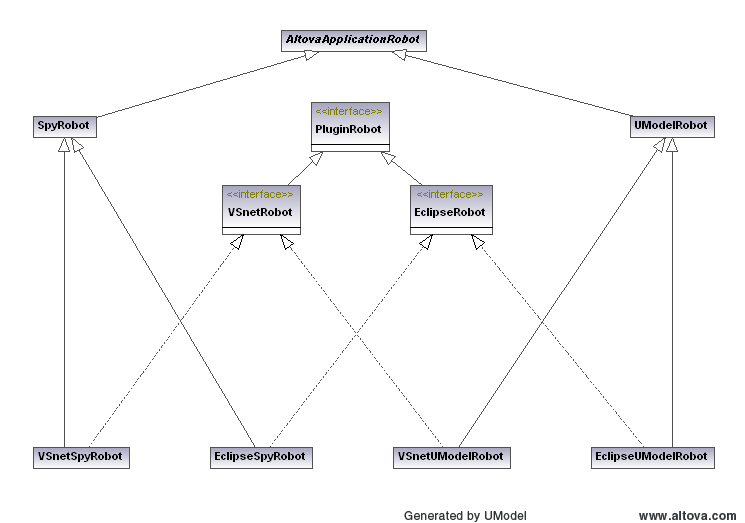 AltovaApplicationRobot
<<interface>>
PluginRobot
SpyRobot
UModelRobot
<<interface>>
VSnetRobot
<<interface>>
EclipseRobot
VSnetSpyRobot
EclipseSpyRobot
VSnetUModelRobot
EclipseUModelRobot
Generated by UModel
www.altova.com